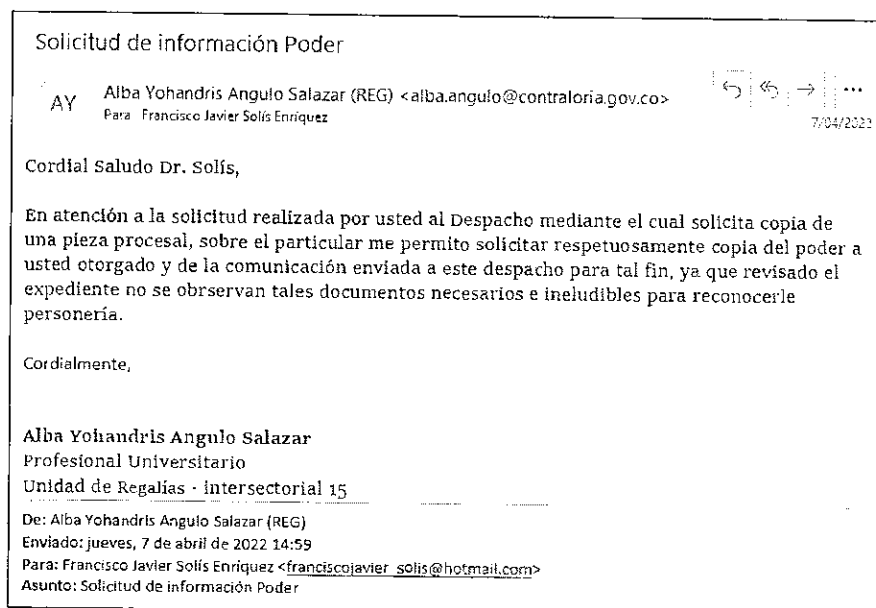 Solicitud de información Poder
AY
Alba Yohandris Angulo Salazar (REG) <alba.angulo@contraloria.gov.co>
Para Francisco Javier Solís Enríquez
7/04/2022
Cordial Saludo Dr. Solís,
En atención a la solicitud realizada por usted al Despacho mediante el cual solicita copia de
una pieza procesal, sobre el particular me permito solicitar respetuosamente copia del poder a
usted otorgado y de la comunicación enviada a este despacho para tal fin, ya que revisado el
expediente no se obrservan tales documentos necesarios e ineludibles para reconocerle
personería.
Cordialmente,
Alba Yohandris Angulo Salazar
Profesional Universitario
Unidad de Regalías - intersectorial 15
De: Alba Yohandris Angulo Salazar (REG)
Enviado: jueves, 7 de abril de 2022 14:59
Para: Francisco Javier Solís Enríquez <franciscojavier_solis@hotmail.com>
Asunto: Solicitud de información Poder